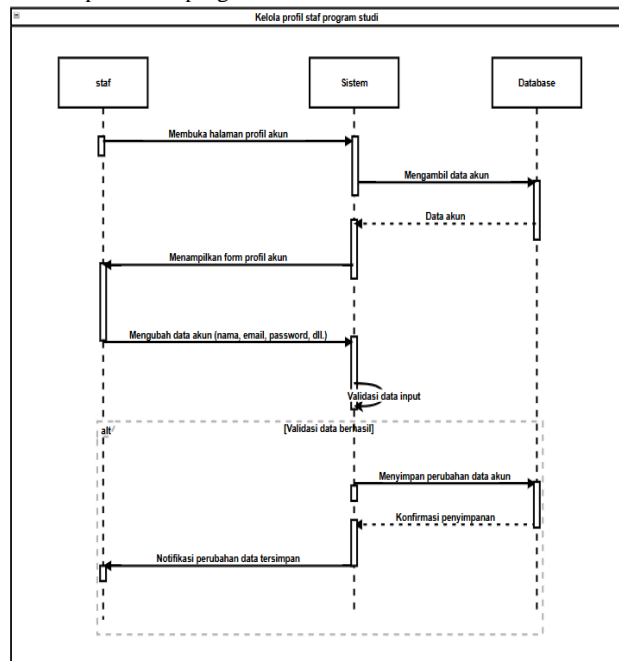 Kelola profil staf program studi
staf
Sistem
Database
Membuka halaman profil akun
Mengambil data akun
Data akun
Menampilkan form profil akun
Mengubah data akun (nama, email, password, dll.)
Validasi data input
alt
[Validasi data berhasil]
Menyimpan perubahan data akun
Konfirmasi penyimpanan
Notifikasi perubahan data tersimpan